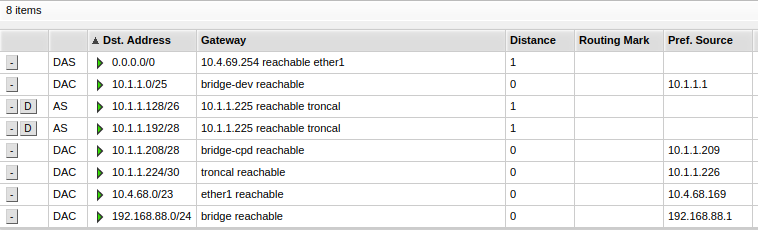 8 items
Dst. Address Gateway Distance Routing Mark Pref. Source
- DAS 0.0.0.0/0 10.4.69.254 reachable ether1 1
- DAC 10.1.1.0/25 bridge-dev reachable 0 10.1.1.1
- D AS 10.1.1.128/26 10.1.1.225 reachable troncal 1
- D AS 10.1.1.192/28 10.1.1.225 reachable troncal 1
- DAC 10.1.1.208/28 bridge-cpd reachable 0 10.1.1.209
- DAC 10.1.1.224/30 troncal reachable 0 10.1.1.226
- DAC 10.4.68.0/23 ether1 reachable 0 10.4.68.169
- DAC 192.168.88.0/24 bridge reachable 0 192.168.88.1